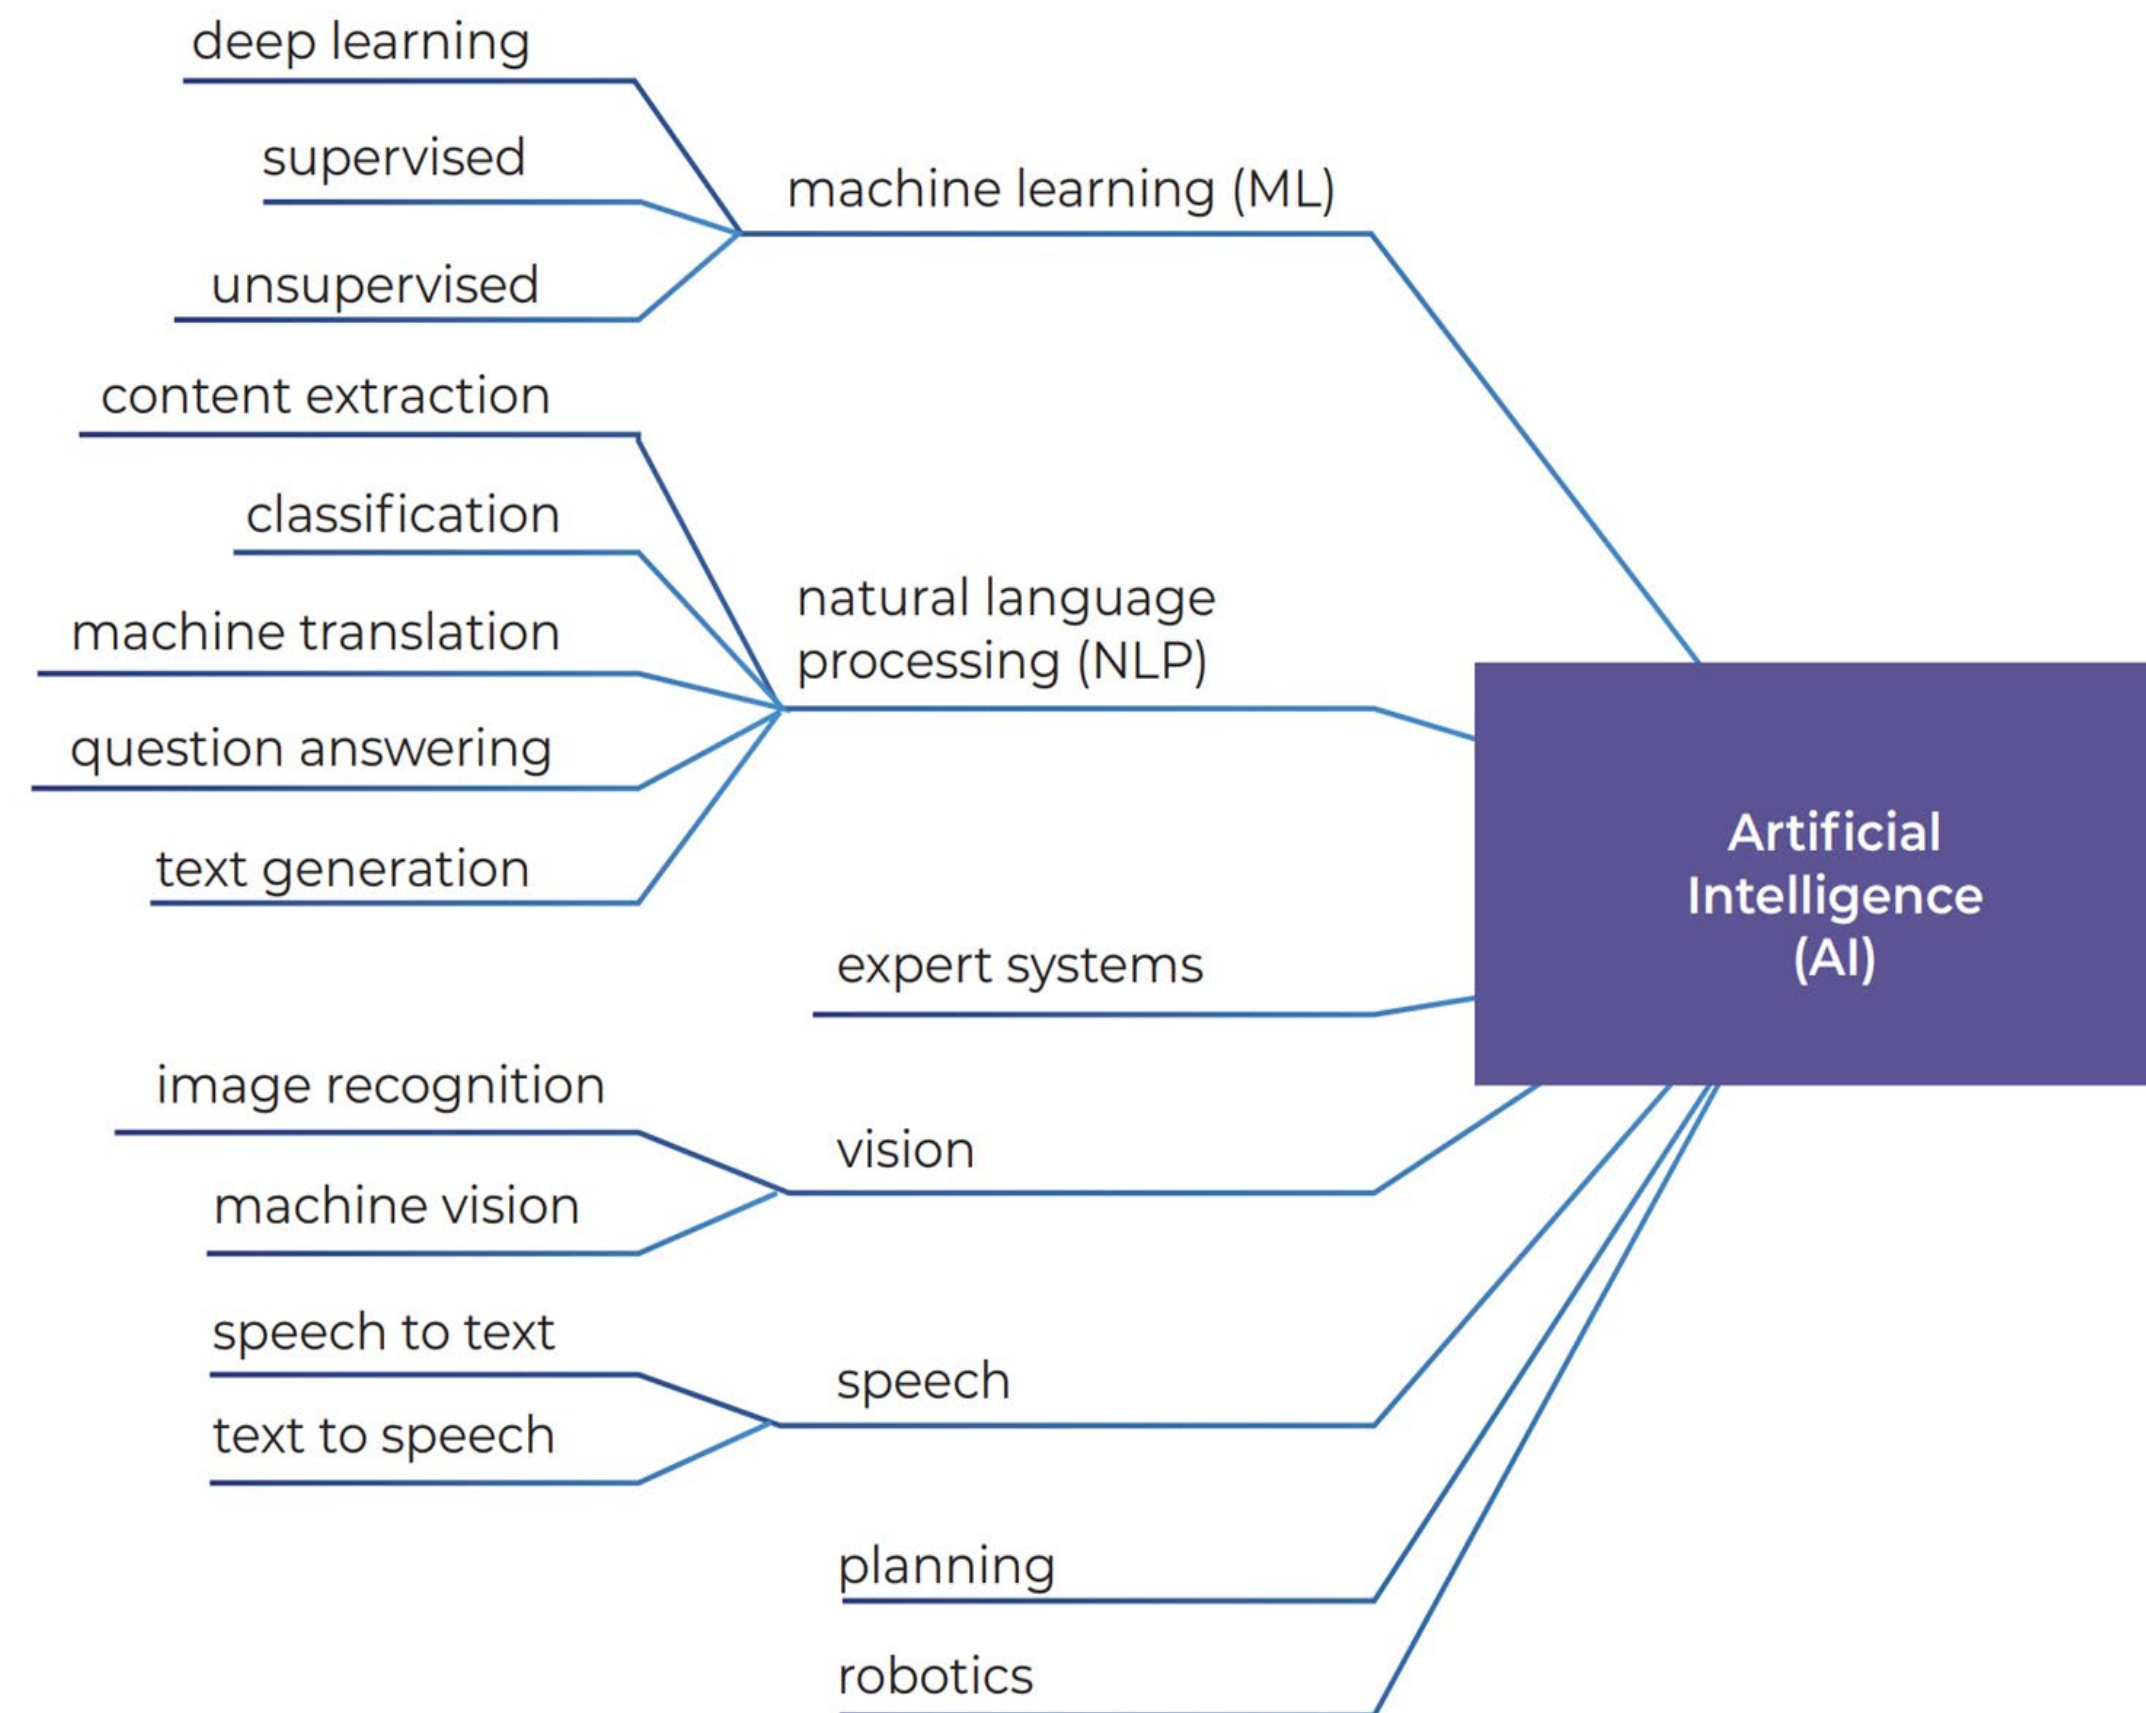 deep learning
supervised
unsupervised
machine learning (ML)
content extraction
classification
machine translation
question answering
text generation
natural language
processing (NLP)
expert systems
image recognition
machine vision
vision
speech to text
text to speech
speech
planning
robotics
Artificial
Intelligence
(AI)